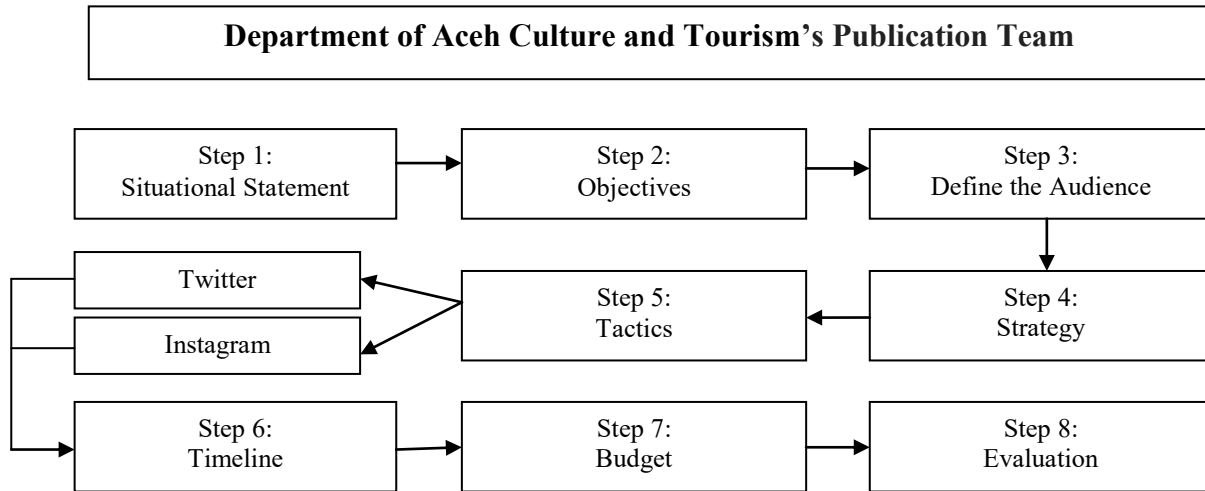 Department of Aceh Culture and Tourism's Publication Team
Step 1:
Situational Statement
Step 2:
Objectives
Step 3:
Define the Audience
Step 4:
Strategy
Step 5:
Tactics
Twitter
Instagram
Step 6:
Timeline
Step 7:
Budget
Step 8:
Evaluation